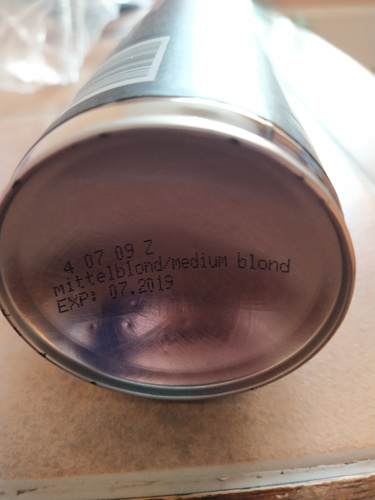 4 07 09 Z
mittelblond/medium blond
EXP: 07.2019